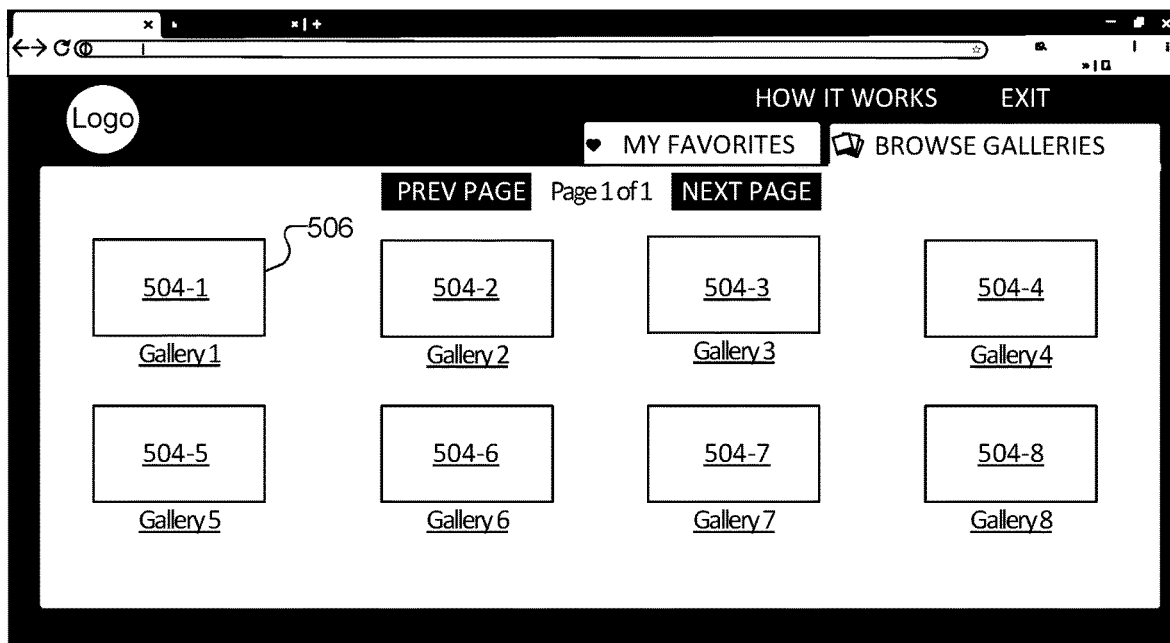 HOW IT WORKS EXIT
Logo
MY FAVORITES BROWSE GALLERIES
PREV PAGE Page 1 of 1 NEXT PAGE
506
504-1 504-2 504-3 504-4
Gallery 1 Gallery 2 Gallery 3 Gallery 4
504-5 504-6 504-7 504-8
Gallery 5 Gallery 6 Gallery 7 Gallery 8